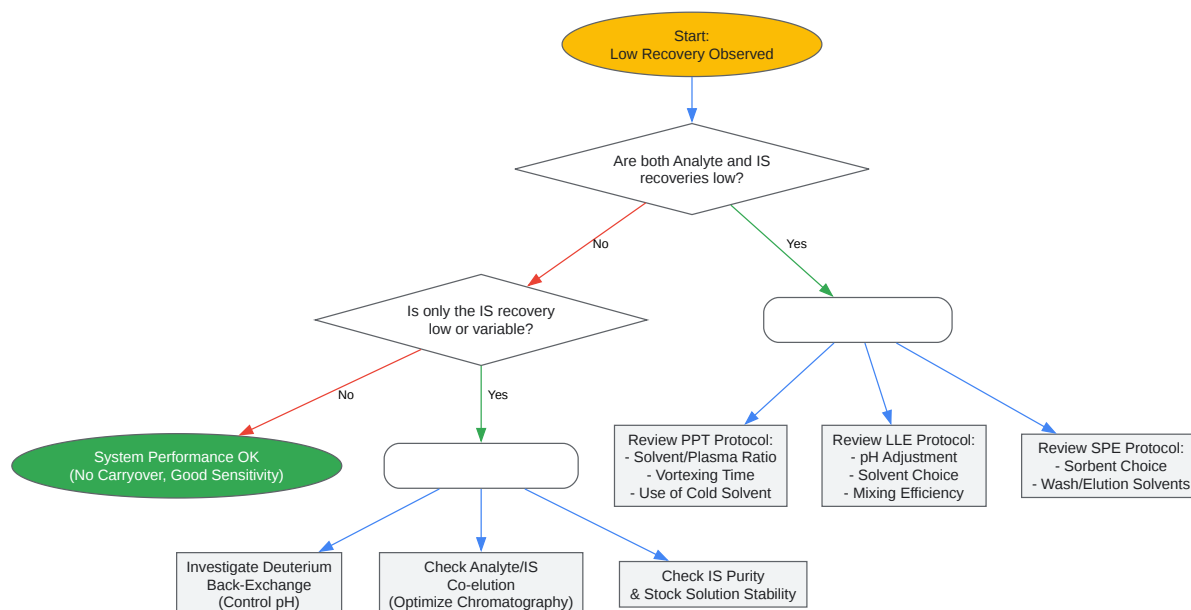 Start:
Low Recovery Observed
Are both Analyte and IS
recoveries low?
No
Yes
Is only the IS recovery
low or variable?
No
Yes
System Performance OK
(No Carryover, Good Sensitivity)
Review PPT Protocol:
- Solvent/Plasma Ratio
- Vortexing Time
- Use of Cold Solvent
Review LLE Protocol:
- pH Adjustment
- Solvent Choice
- Mixing Efficiency
Review SPE Protocol:
- Sorbent Choice
- Wash/Elution Solvents
Investigate Deuterium
Back-Exchange
(Control pH)
Check Analyte/IS
Co-elution
(Optimize Chromatography)
Check IS Purity
& Stock Solution Stability